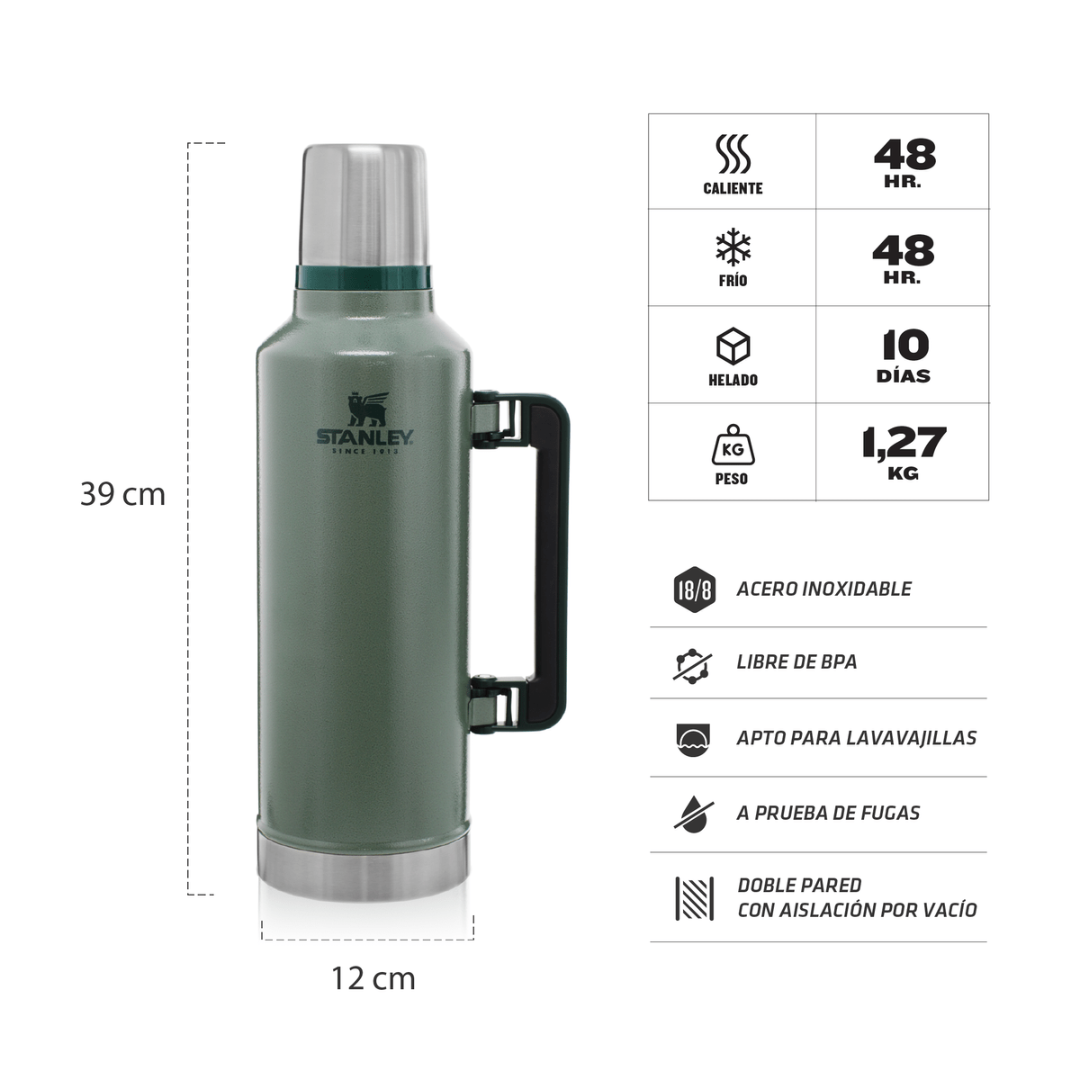 CALIENTE
48
HR.
FRÍO
48
HR.
HELADO
10
DÍAS
KG
PESO
1,27
KG
39 cm
STANLEY®
SINCE 1913
12 cm
18/8 ACERO INOXIDABLE
LIBRE DE BPA
APTO PARA LAVAVAJILLAS
A PRUEBA DE FUGAS
DOBLE PARED
CON AISLACIÓN POR VACÍO